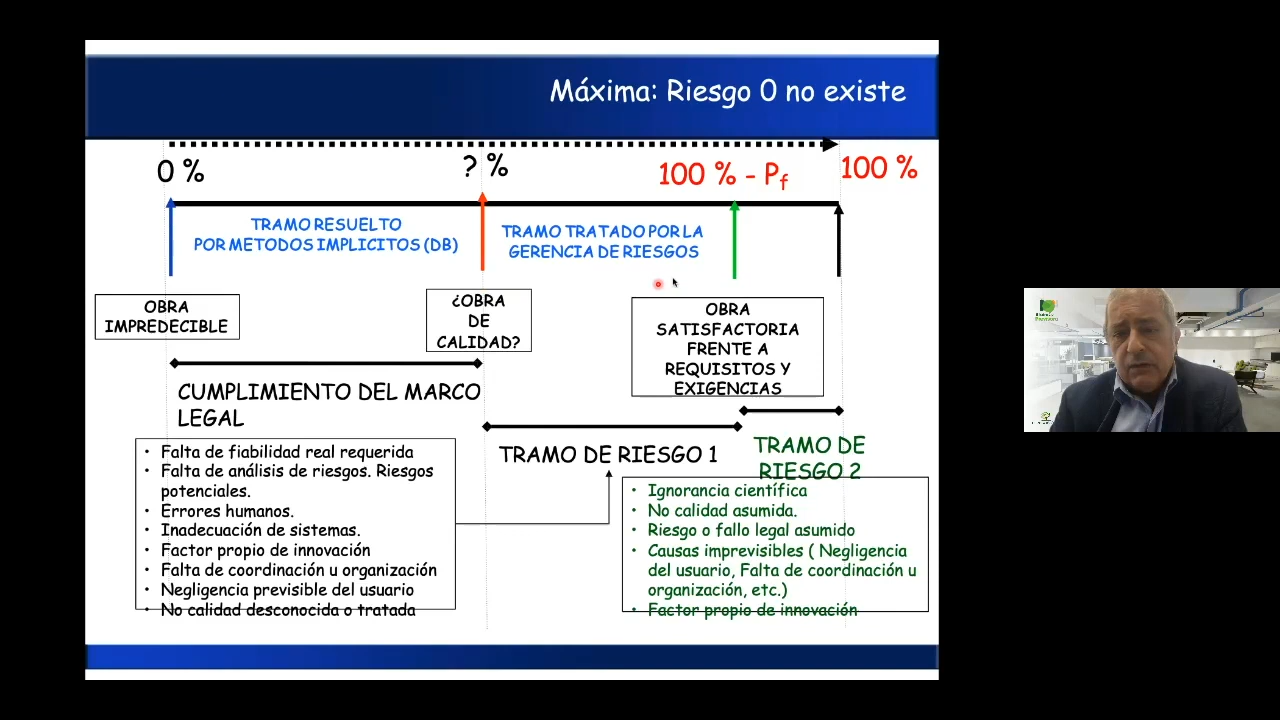 Máxima: Riesgo 0 no existe
0 %
? %
100 % - Pf
100 %
TRAMO RESUELTO
POR METODOS IMPLICITOS (DB)
TRAMO TRATADO POR LA
GERENCIA DE RIESGOS
OBRA
IMPREDECIBLE
¿OBRA
DE
CALIDAD?
OBRA
SATISFACTORIA
FRENTE A
REQUISITOS Y
EXIGENCIAS
CUMPLIMIENTO DEL MARCO
LEGAL
TRAMO DE RIESGO 1
TRAMO DE
RIESGO 2
• Falta de fiabilidad real requerida
• Falta de análisis de riesgos. Riesgos
potenciales.
• Errores humanos.
• Inadecuación de sistemas.
• Factor propio de innovación
• Falta de coordinación u organización
• Negligencia previsible del usuario
• No calidad desconocida o tratada
• Ignorancia científica
• No calidad asumida.
• Riesgo o fallo legal asumido
• Causas imprevisibles ( Negligencia
del usuario, Falta de coordinación u
organización, etc.)
• Factor propio de innovación